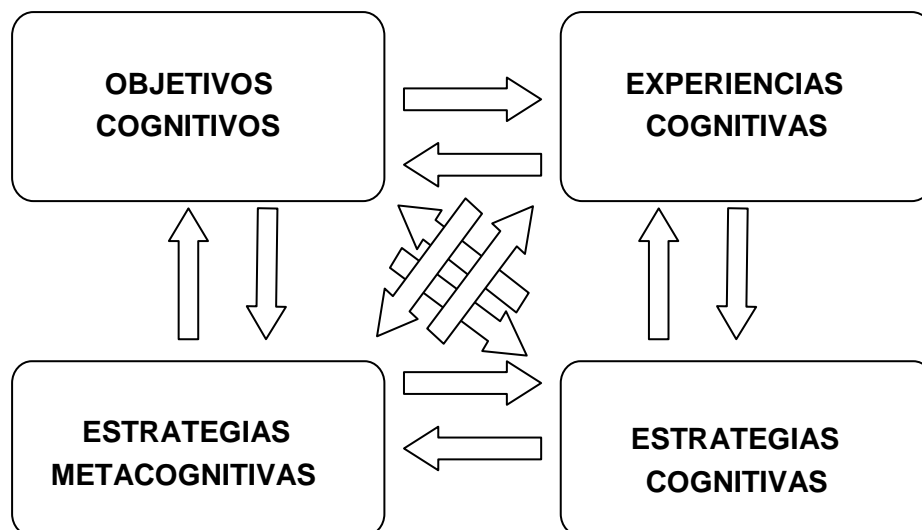 OBJETIVOS
COGNITIVOS
EXPERIENCIAS
COGNITIVAS
ESTRATEGIAS
METACOGNITIVAS
ESTRATEGIAS
COGNITIVAS